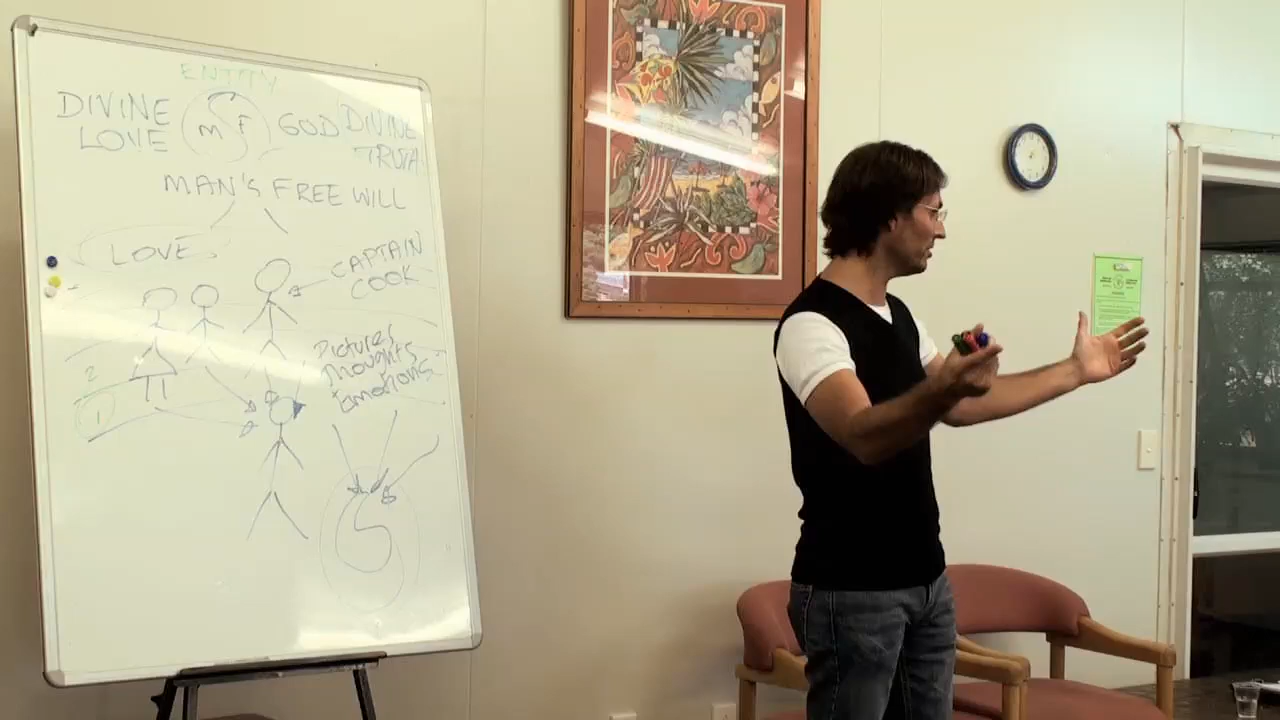 ENTITY
DIVINE
LOVE
M F
GOD
DIVINE
TRUTH
MAN'S FREE WILL
LOVE
CAPTAIN
COOK
Pictures
Thoughts
Emotions
2
1